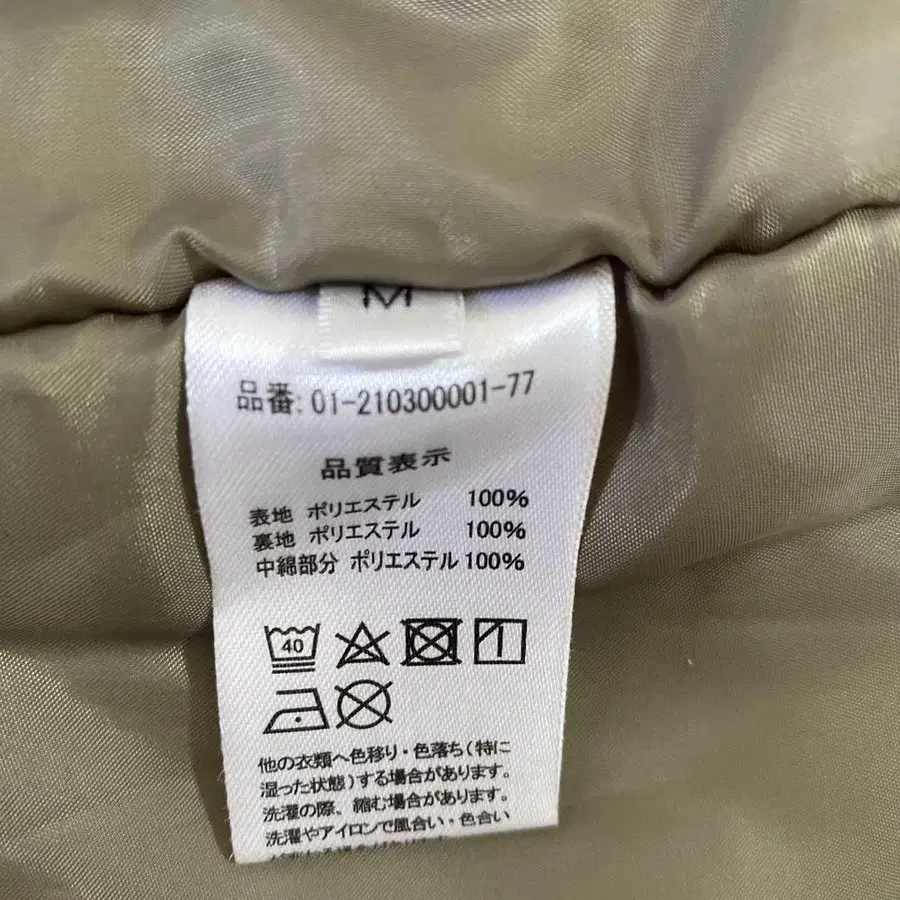 M
品番: 01-210300001-77
品質表示
表地 ポリエステル 100%
裏地 ポリエステル 100%
中綿部分 ポリエステル 100%
40
他の衣類へ色移り・色落ち(特に
湿った状態)する場合があります。
洗濯の際、縮む場合があります。
洗濯やアイロンで風合い・色合い